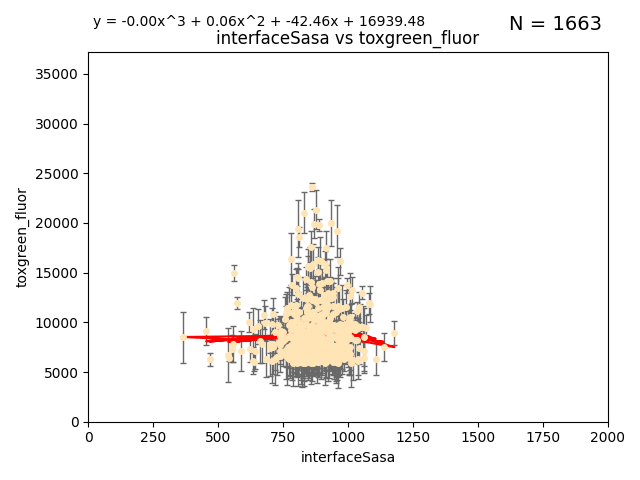 y = -0.00x^3 + 0.06x^2 + -42.46x + 16939.48
N = 1663
interfaceSasa vs toxgreen_fluor
35000
30000
25000
20000
15000
10000
5000
0
toxgreen_fluor
0 250 500 750 1000 1250 1500 1750 2000
interfaceSasa